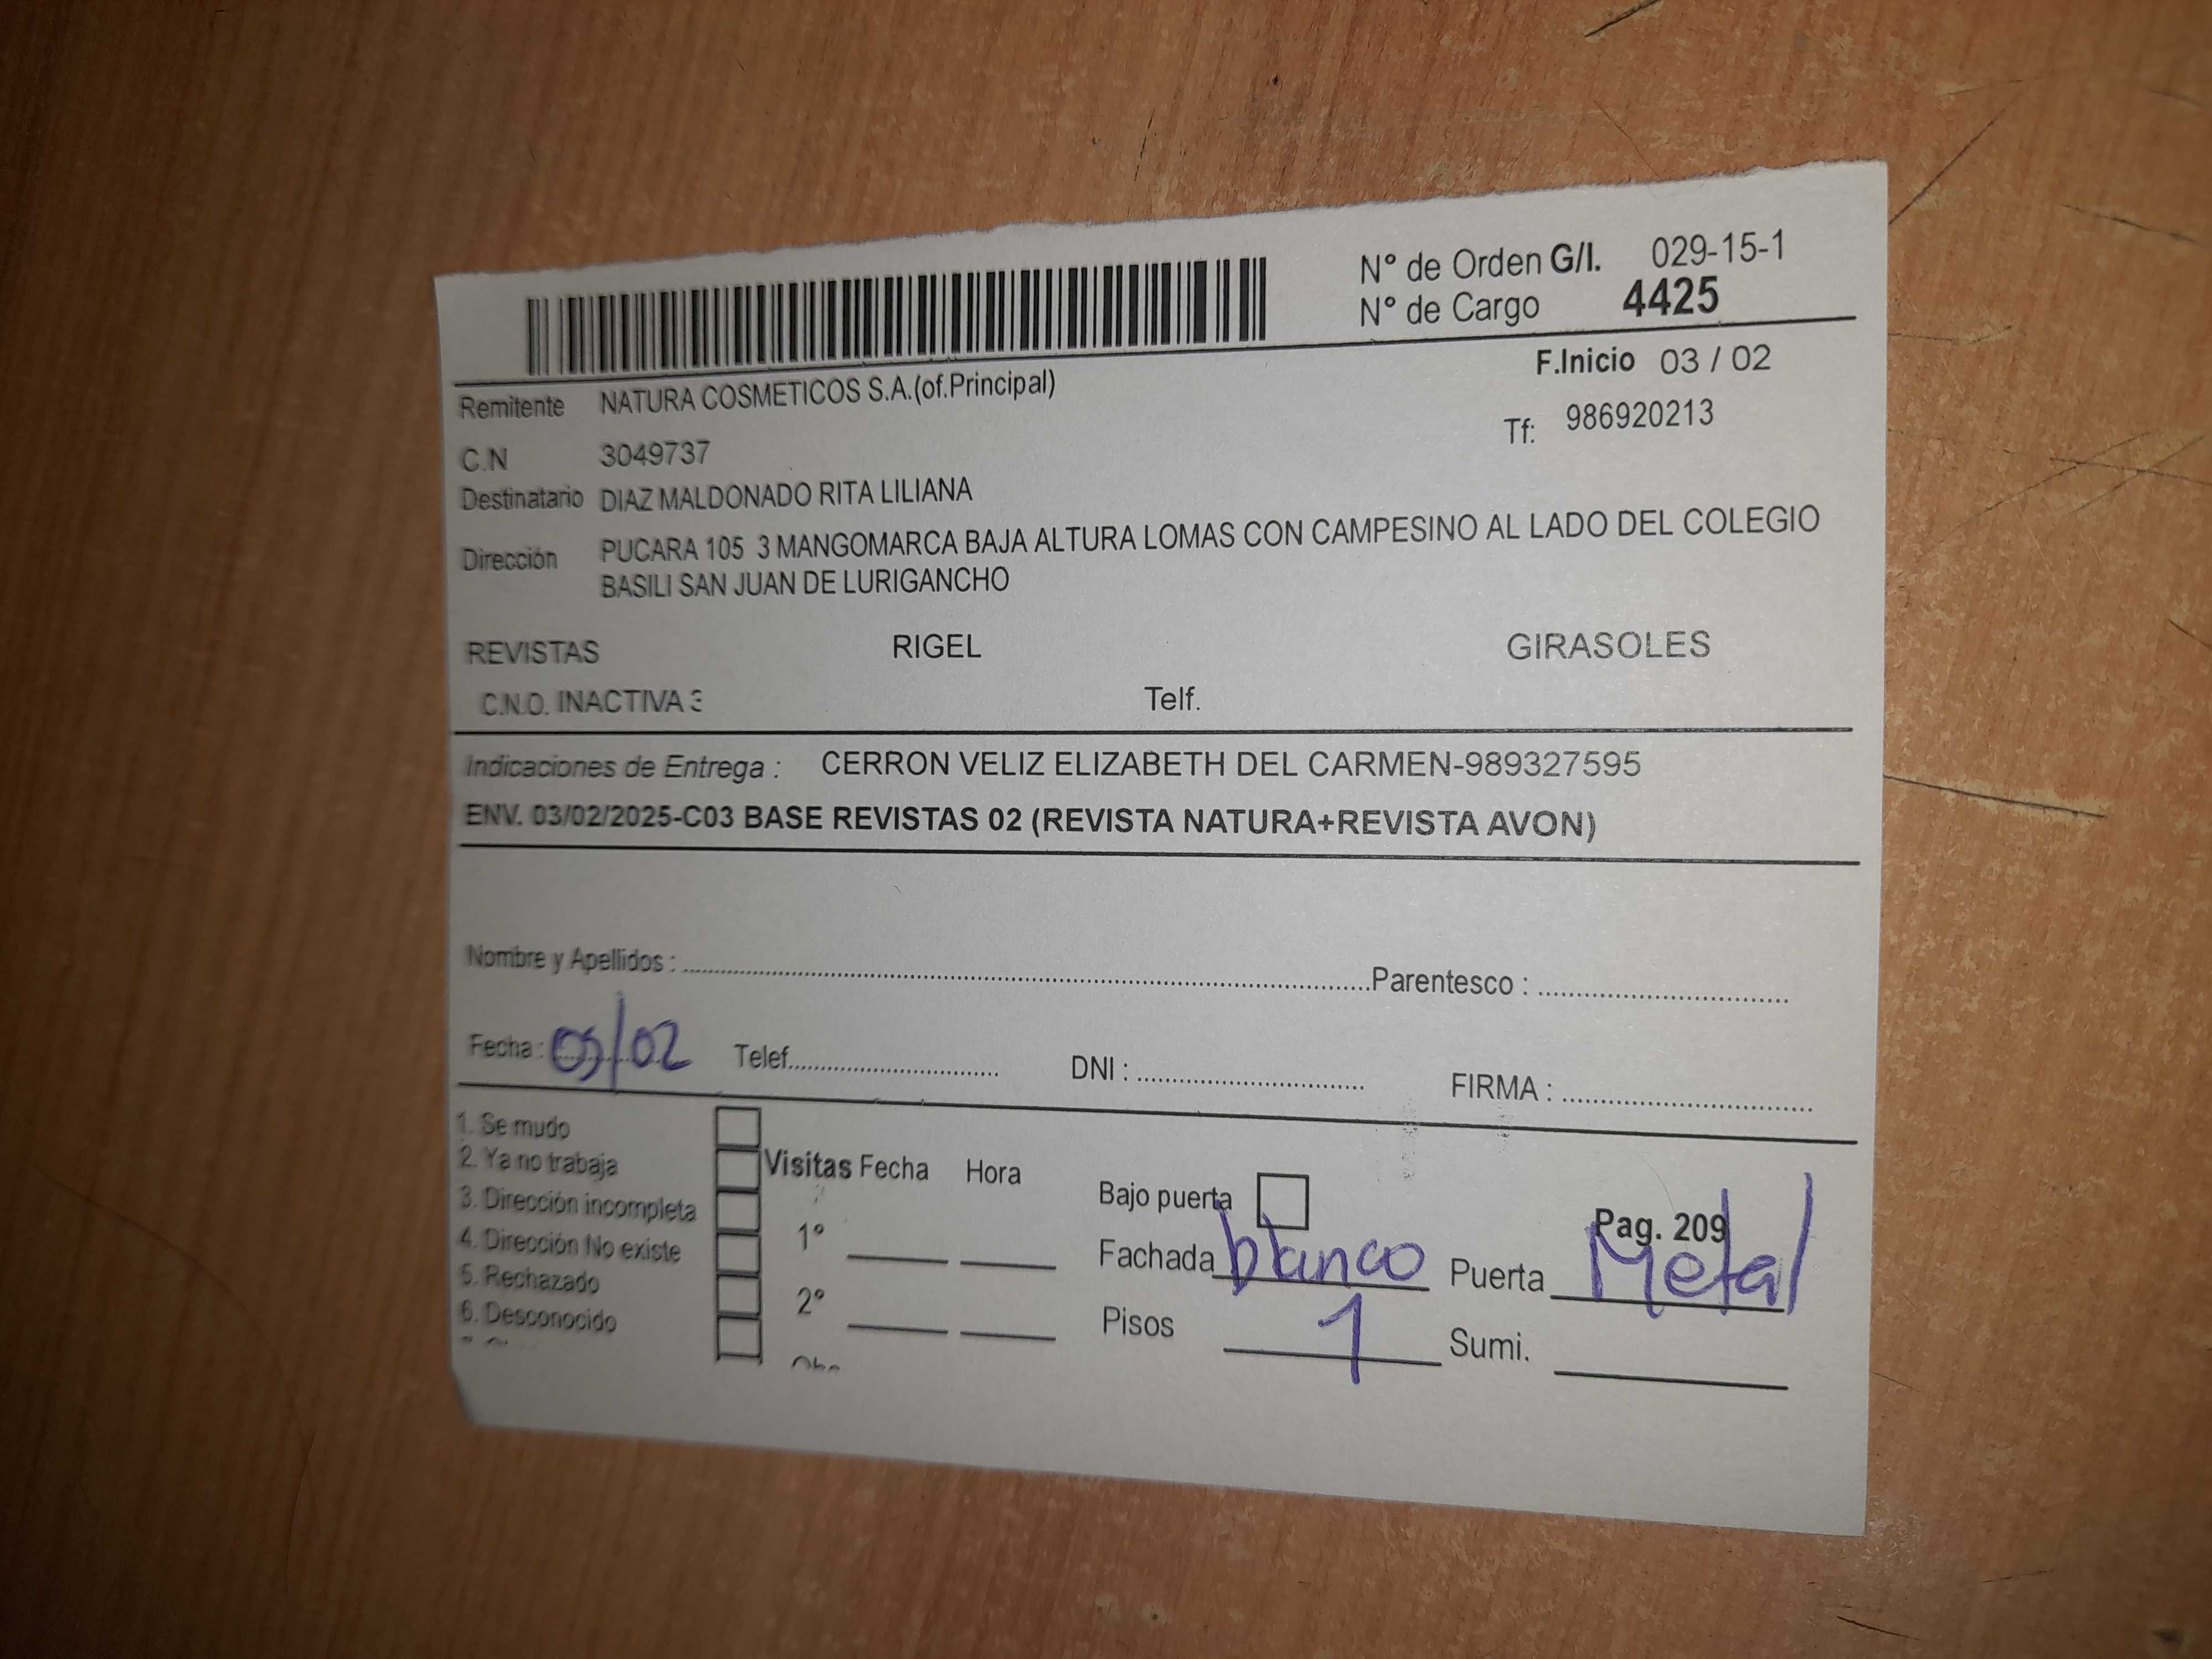 N° de Orden G/I. 029-15-1
N° de Cargo 4425
F.Inicio 03 / 02
Remitente NATURA COSMETICOS S.A.(of.Principal)
Tf: 986920213
C.N 3049737
Destinatario DIAZ MALDONADO RITA LILIANA
Dirección PUCARA 105 3 MANGOMARCA BAJA ALTURA LOMAS CON CAMPESINO AL LADO DEL COLEGIO
BASILI SAN JUAN DE LURIGANCHO
REVISTAS RIGEL GIRASOLES
C.N.O. INACTIVA 3 Telf.
Indicaciones de Entrega : CERRON VELIZ ELIZABETH DEL CARMEN-989327595
ENV. 03/02/2025-C03 BASE REVISTAS 02 (REVISTA NATURA+REVISTA AVON)
Nombre y Apellidos : Parentesco :
Fecha : 03/02 Telef. DNI : FIRMA :
1. Se mudo
2. Ya no trabaja
3. Dirección incompleta
4. Dirección No existe
5. Rechazado
6. Desconocido
Visitas Fecha Hora
1°
2°
Bajo puerta
Pag. 209
Fachada blanco Puerta Metal
Pisos 1 Sumi.